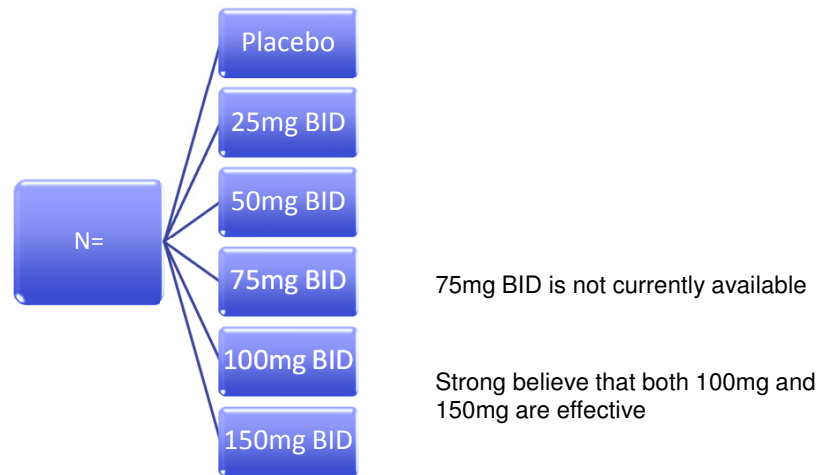 Placebo
25mg BID
50mg BID
N=
75mg BID
75mg BID is not currently available
100mg BID
Strong believe that both 100mg and
150mg are effective
150mg BID